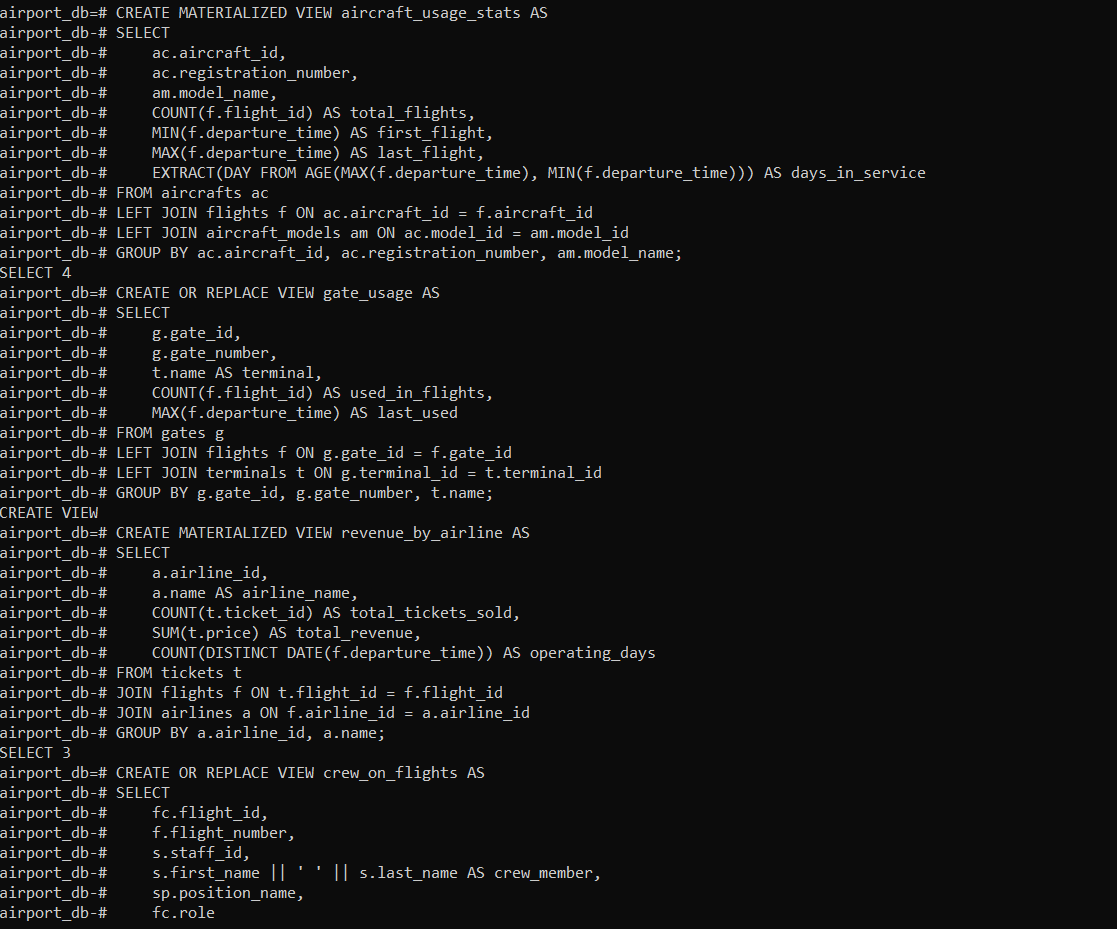 airport_db=# CREATE MATERIALIZED VIEW aircraft_usage_stats AS
airport_db-# SELECT
airport_db-#     ac.aircraft_id,
airport_db-#     ac.registration_number,
airport_db-#     am.model_name,
airport_db-#     COUNT(f.flight_id) AS total_flights,
airport_db-#     MIN(f.departure_time) AS first_flight,
airport_db-#     MAX(f.departure_time) AS last_flight,
airport_db-#     EXTRACT(DAY FROM AGE(MAX(f.departure_time), MIN(f.departure_time))) AS days_in_service
airport_db-# FROM aircrafts ac
airport_db-# LEFT JOIN flights f ON ac.aircraft_id = f.aircraft_id
airport_db-# LEFT JOIN aircraft_models am ON ac.model_id = am.model_id
airport_db-# GROUP BY ac.aircraft_id, ac.registration_number, am.model_name;
SELECT 4
airport_db=# CREATE OR REPLACE VIEW gate_usage AS
airport_db-# SELECT
airport_db-#     g.gate_id,
airport_db-#     g.gate_number,
airport_db-#     t.name AS terminal,
airport_db-#     COUNT(f.flight_id) AS used_in_flights,
airport_db-#     MAX(f.departure_time) AS last_used
airport_db-# FROM gates g
airport_db-# LEFT JOIN flights f ON g.gate_id = f.gate_id
airport_db-# LEFT JOIN terminals t ON g.terminal_id = t.terminal_id
airport_db-# GROUP BY g.gate_id, g.gate_number, t.name;
CREATE VIEW
airport_db=# CREATE MATERIALIZED VIEW revenue_by_airline AS
airport_db-# SELECT
airport_db-#     a.airline_id,
airport_db-#     a.name AS airline_name,
airport_db-#     COUNT(t.ticket_id) AS total_tickets_sold,
airport_db-#     SUM(t.price) AS total_revenue,
airport_db-#     COUNT(DISTINCT DATE(f.departure_time)) AS operating_days
airport_db-# FROM tickets t
airport_db-# JOIN flights f ON t.flight_id = f.flight_id
airport_db-# JOIN airlines a ON f.airline_id = a.airline_id
airport_db-# GROUP BY a.airline_id, a.name;
SELECT 3
airport_db=# CREATE OR REPLACE VIEW crew_on_flights AS
airport_db-# SELECT
airport_db-#     fc.flight_id,
airport_db-#     f.flight_number,
airport_db-#     s.staff_id,
airport_db-#     s.first_name || ' ' || s.last_name AS crew_member,
airport_db-#     sp.position_name,
airport_db-#     fc.role